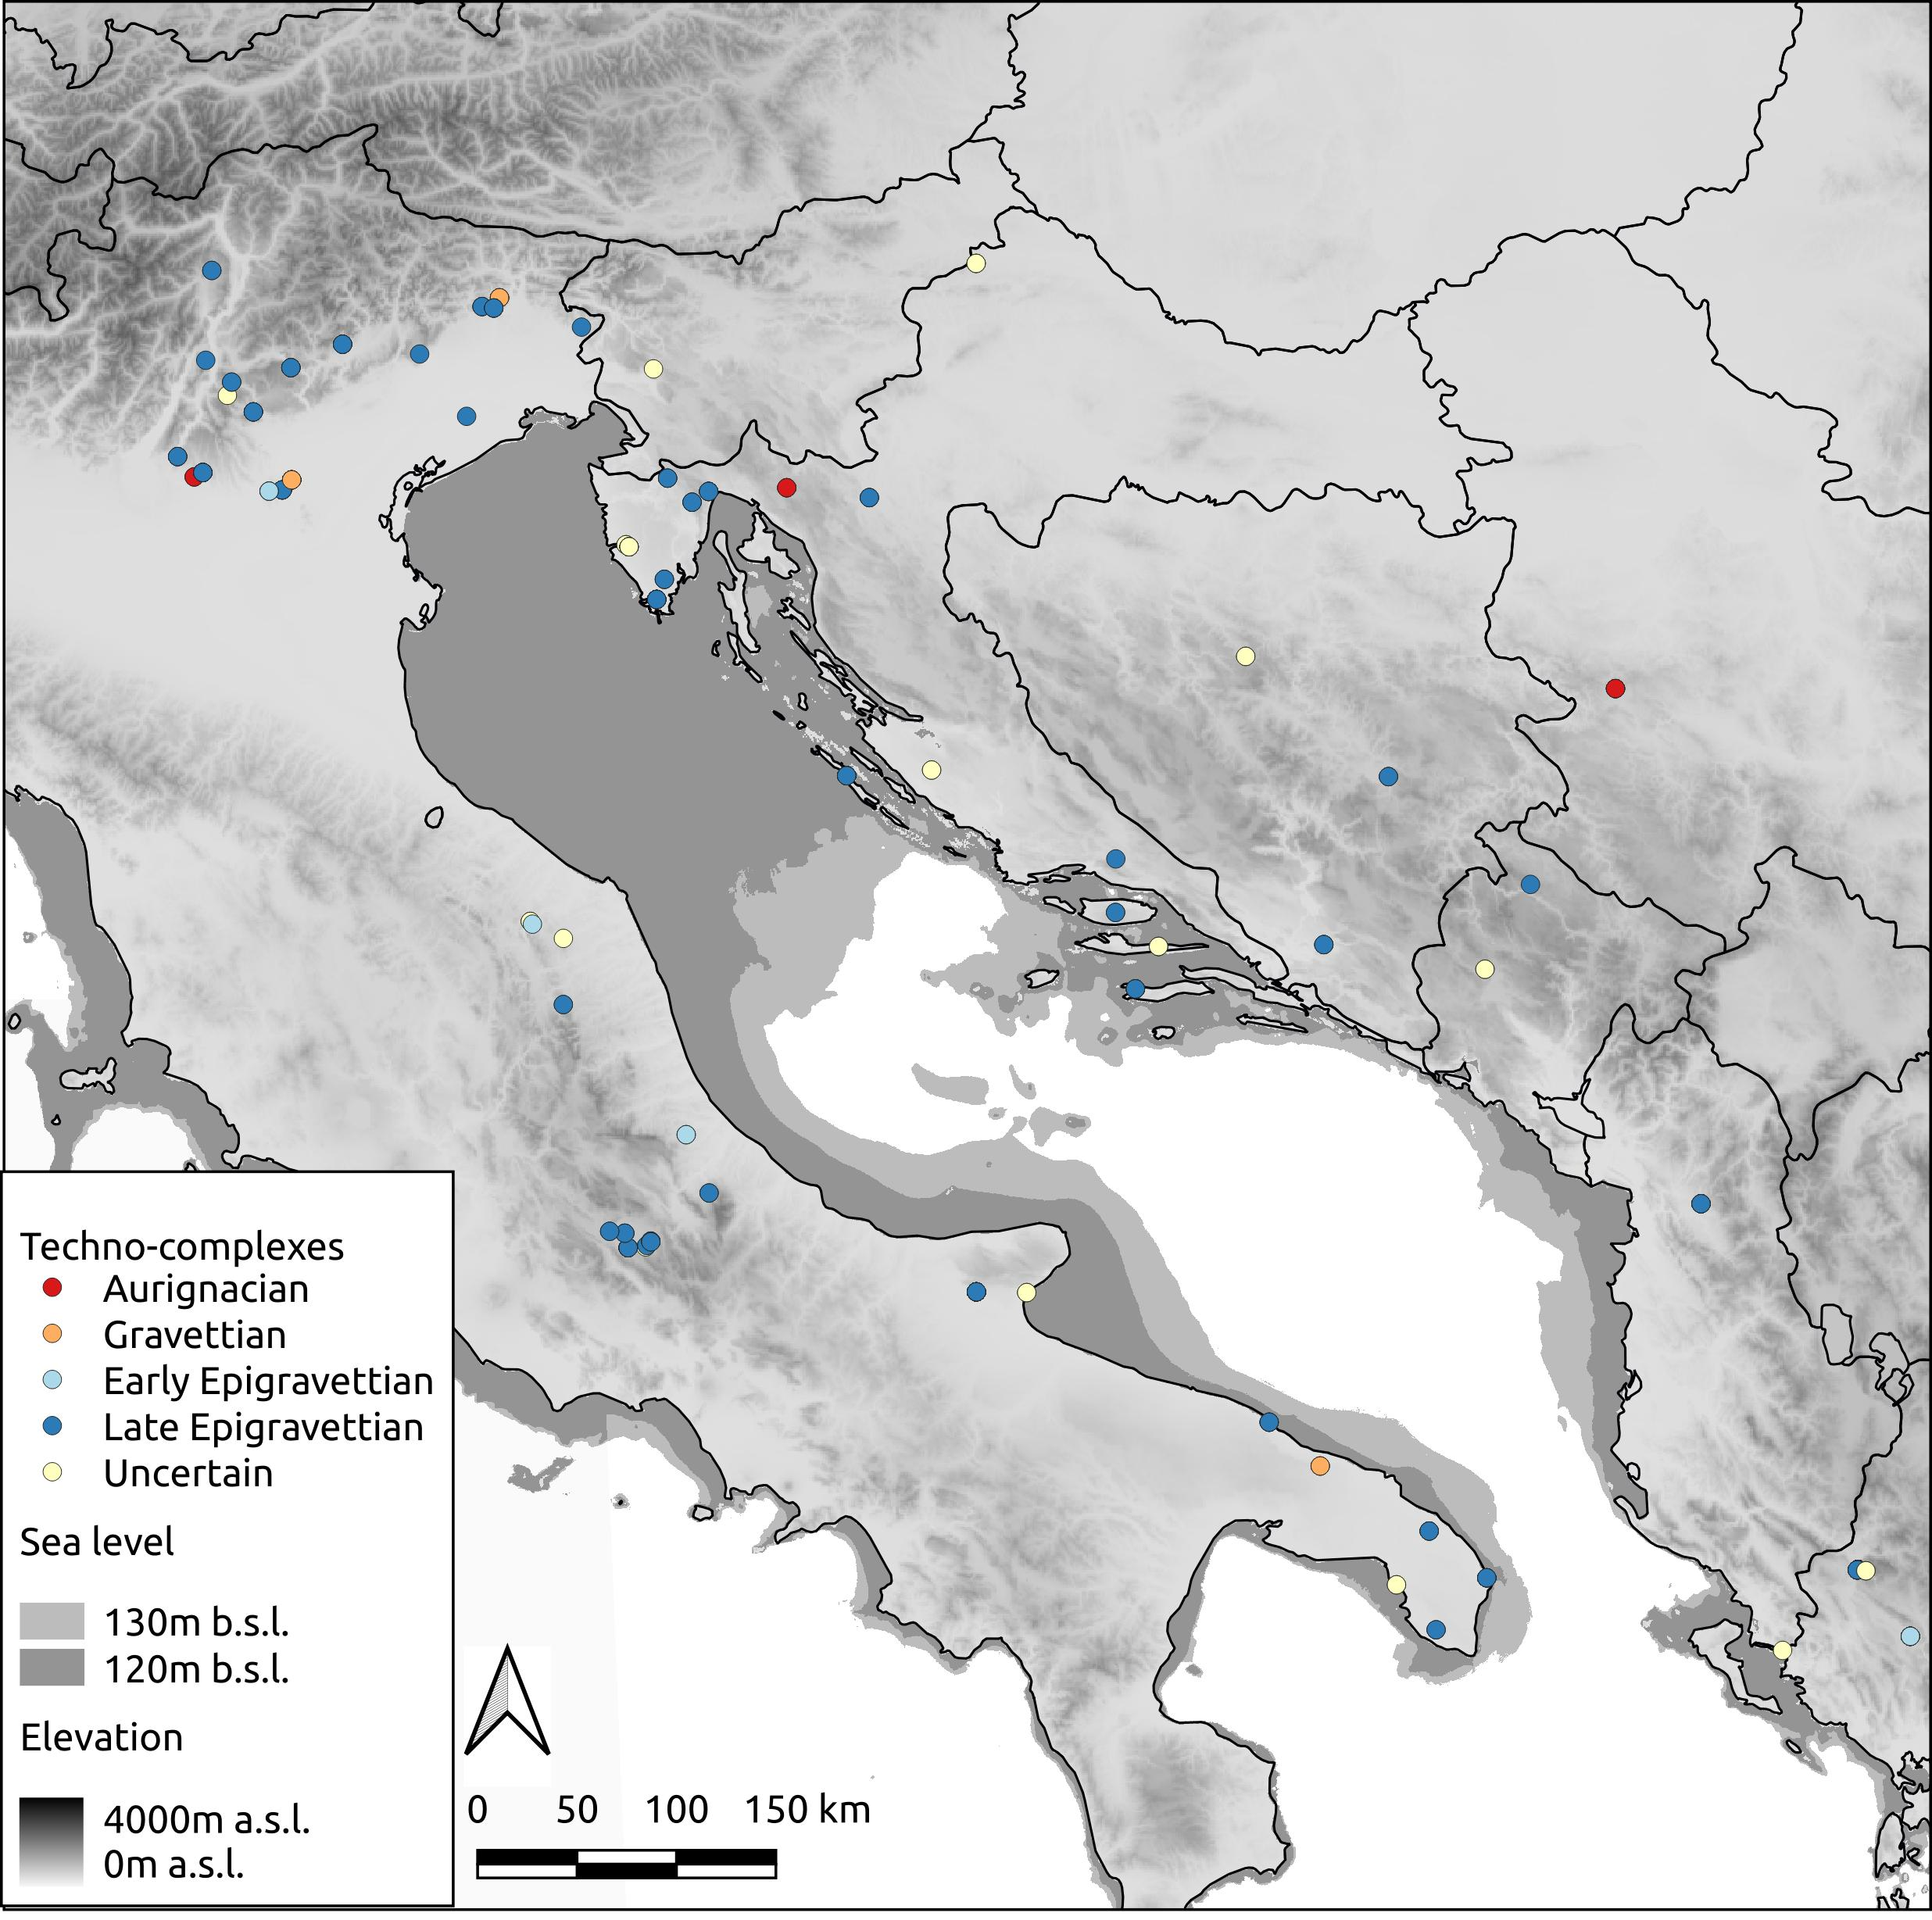 Techno-complexes
Aurignacian
Gravettian
Early Epigravettian
Late Epigravettian
Uncertain
Sea level
130m b.s.l.
120m b.s.l.
Elevation
4000m a.s.l.
0m a.s.l.
0 50 100 150 km